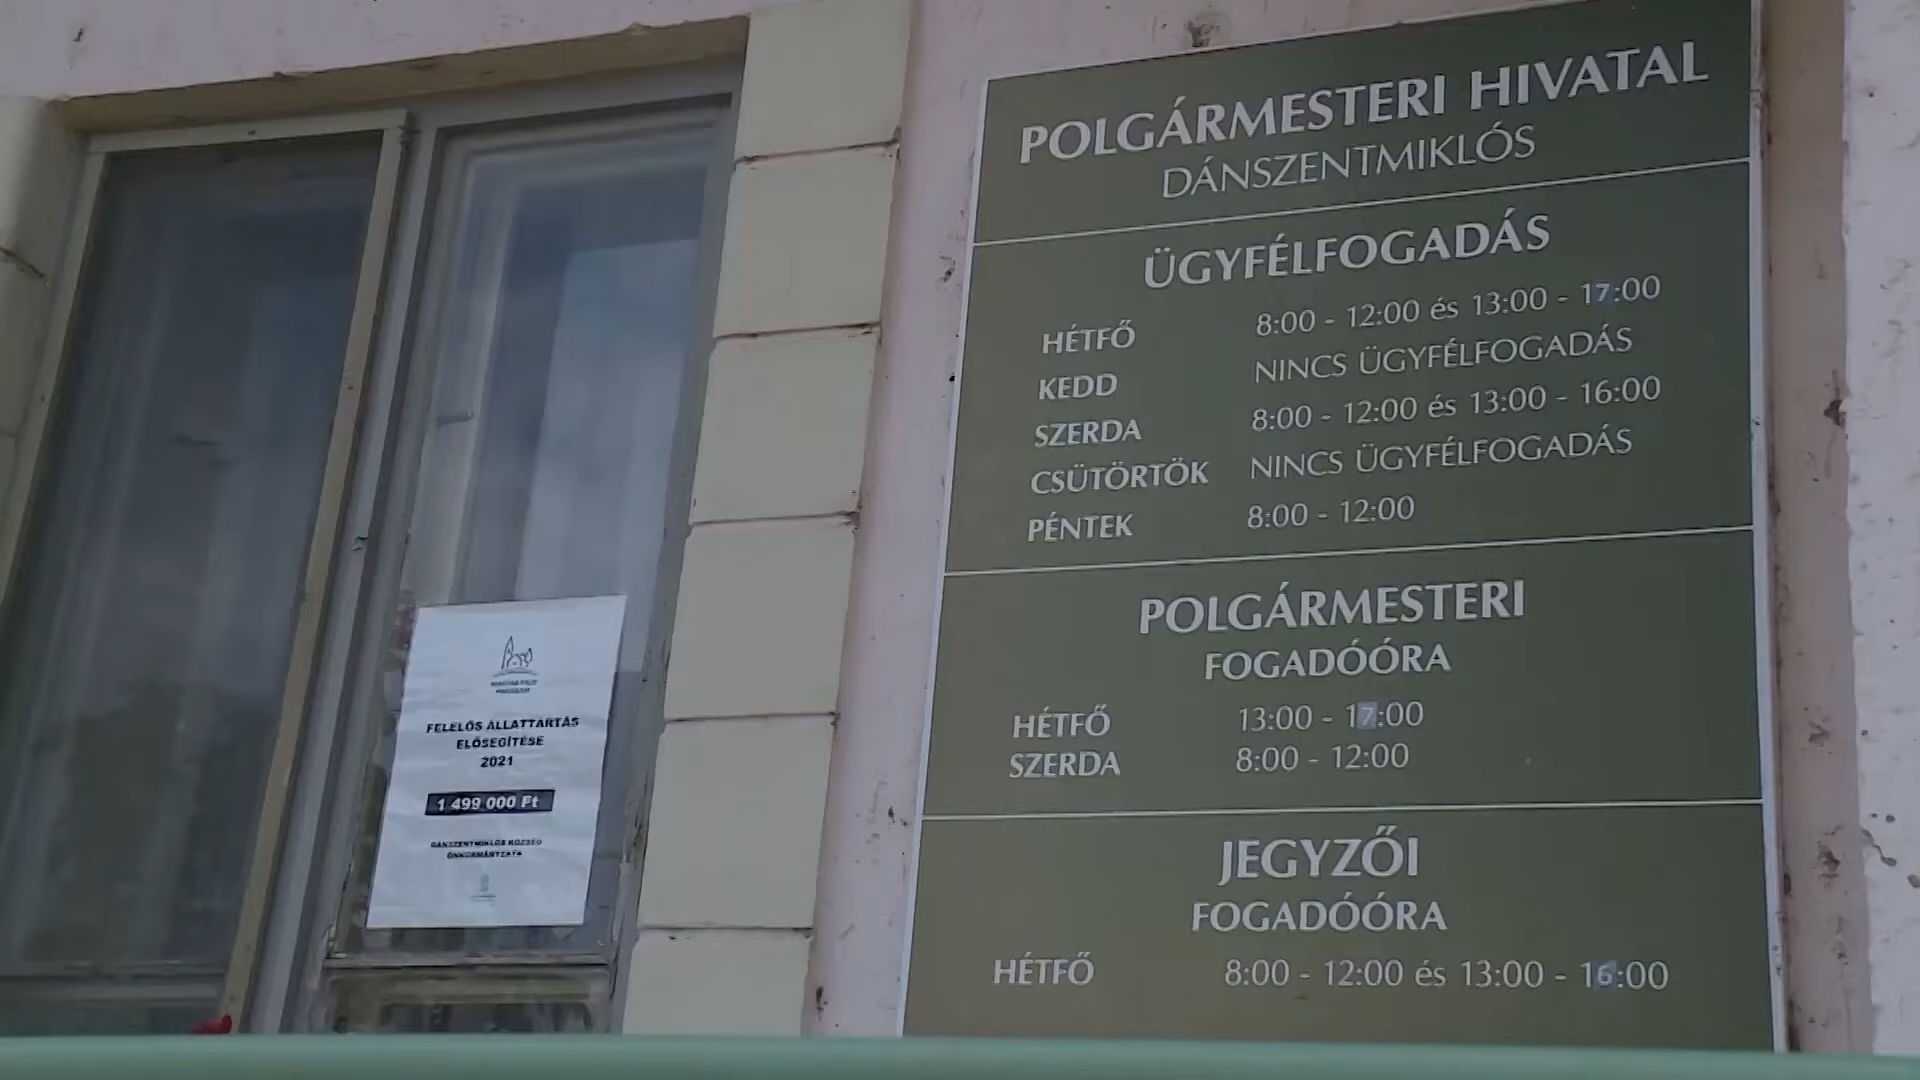 POLGÁRMESTERI HIVATAL
DÁNSZENTMIKLÓS
ÜGYFÉLFOGADÁS
HÉTFŐ 8:00 - 12:00 és 13:00 - 17:00
KEDD NINCS ÜGYFÉLFOGADÁS
SZERDA 8:00 - 12:00 és 13:00 - 16:00
CSÜTÖRTÖK NINCS ÜGYFÉLFOGADÁS
PÉNTEK 8:00 - 12:00
POLGÁRMESTERI
FOGADÓÓRA
HÉTFŐ 13:00 - 17:00
SZERDA 8:00 - 12:00
JEGYZŐI
FOGADÓÓRA
HÉTFŐ 8:00 - 12:00 és 13:00 - 16:00
MAGYAR FALU
PROGRAM
FELELŐS ÁLLATTARTÁS
ELŐSEGÍTÉSE
2021
1 499 000 Ft
DÁNSZENTMIKLÓS KÖZSÉG
ÖNKORMÁNYZATA